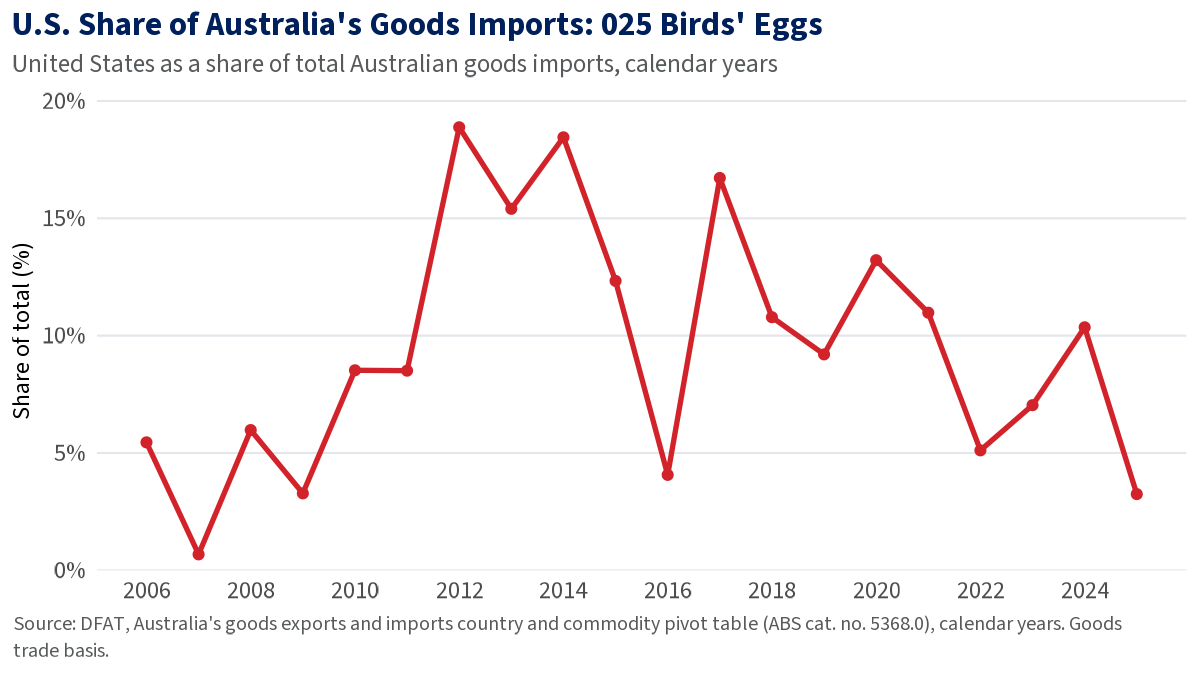 U.S. Share of Australia's Goods Imports: 025 Birds' Eggs
United States as a share of total Australian goods imports, calendar years
20%
15%
10%
5%
0%
Share of total (%)
2006 2008 2010 2012 2014 2016 2018 2020 2022 2024
Source: DFAT, Australia's goods exports and imports country and commodity pivot table (ABS cat. no. 5368.0), calendar years. Goods
trade basis.